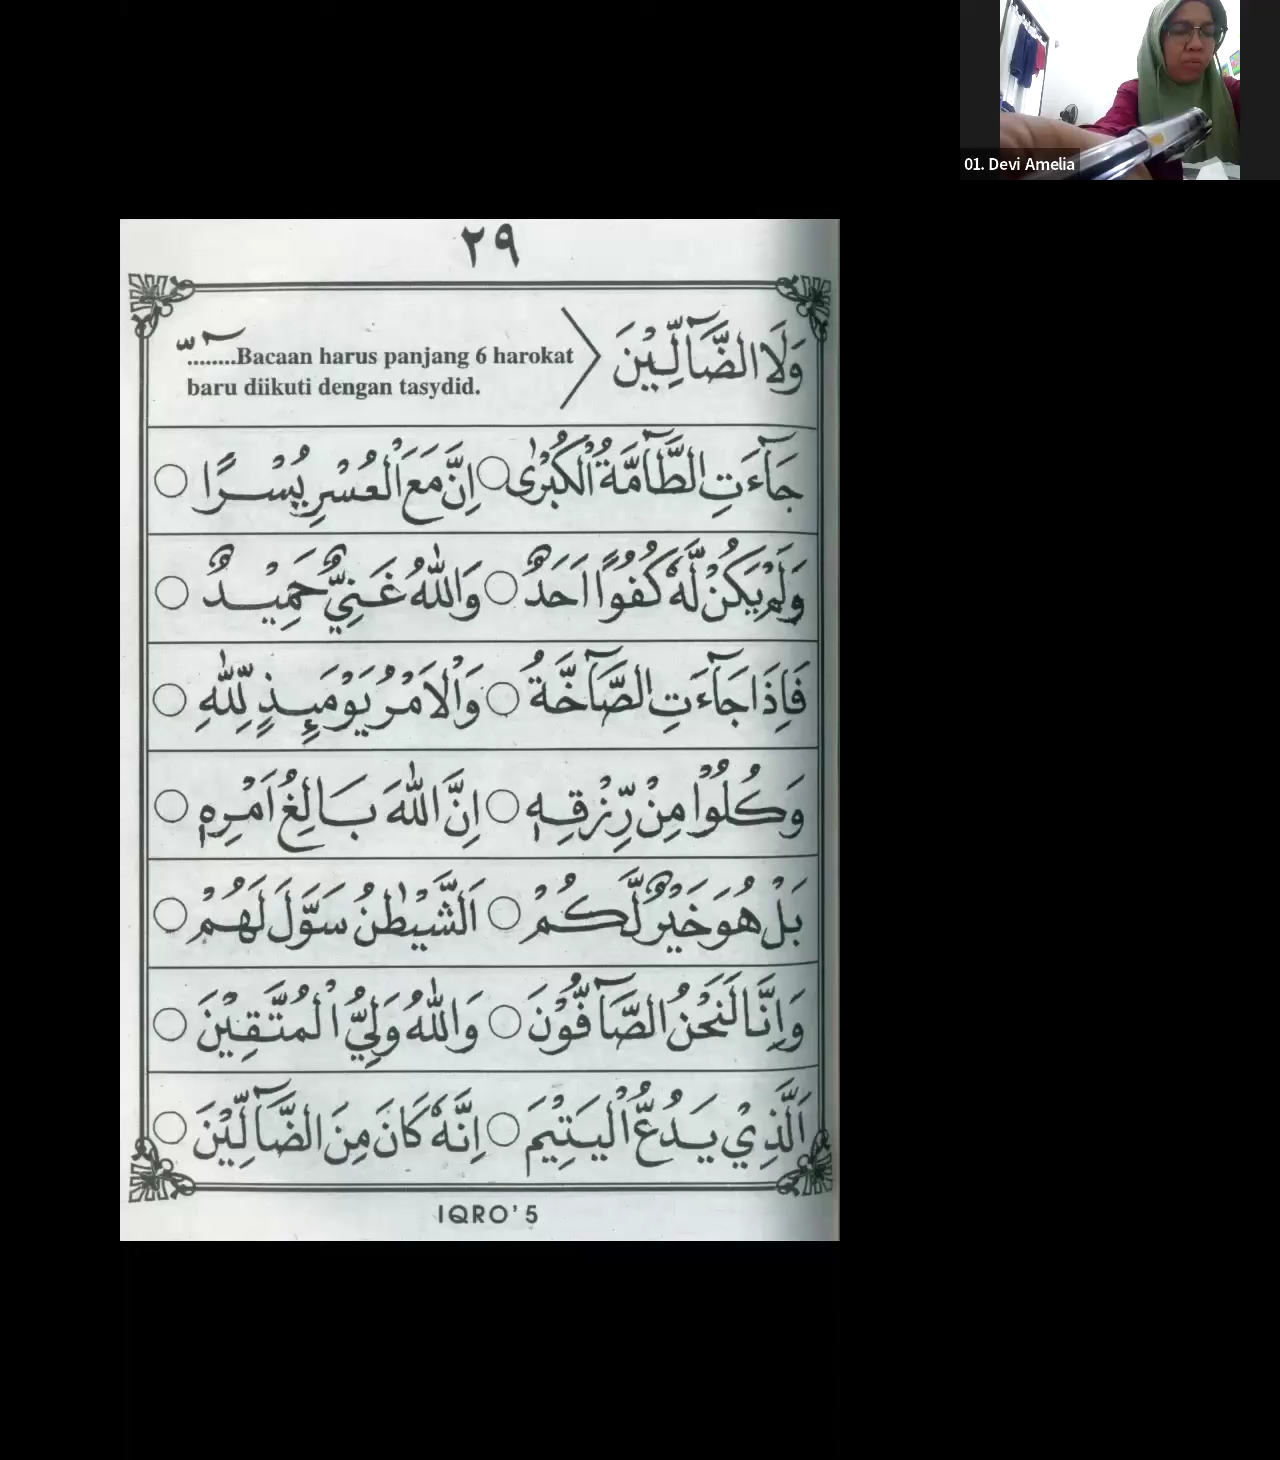 01. Devi Amelia
٢٩
وَلَا الضَّآلِّيْنَ
........Bacaan harus panjang 6 harokat
baru diikuti dengan tasydid.
جَآءَتِ الطَّآمَّةُ الْكُبْرٰى ○ اِنَّ مَعَ الْعُسْرِ يُسْرًا ○
وَلَمْ يَكُنْ لَّهٗ كُفُوًا اَحَدٌ ○ وَاللّٰهُ غَنِيٌّ حَمِيْدٌ ○
فَاِذَا جَآءَتِ الصَّآخَّةُ ○ وَالْاَمْرُ يَوْمَئِذٍ لِّلّٰهِ ○
وَكُلُوْا مِنْ رِّزْقِهٖ ○ اِنَّ اللّٰهَ بَالِغُ اَمْرِهٖ ○
بَلْ هُوَ خَيْرٌ لَّكُمْ ○ اَلشَّيْطٰنُ سَوَّلَ لَهُمْ ○
وَاِنَّا لَنَحْنُ الصَّآفُّوْنَ ○ وَاللّٰهُ وَلِيُّ الْمُتَّقِيْنَ ○
اَلَّذِيْ يَدُعُّ الْيَتِيْمَ ○ اِنَّهٗ كَانَ مِنَ الضَّآلِّيْنَ ○
IQRO' 5